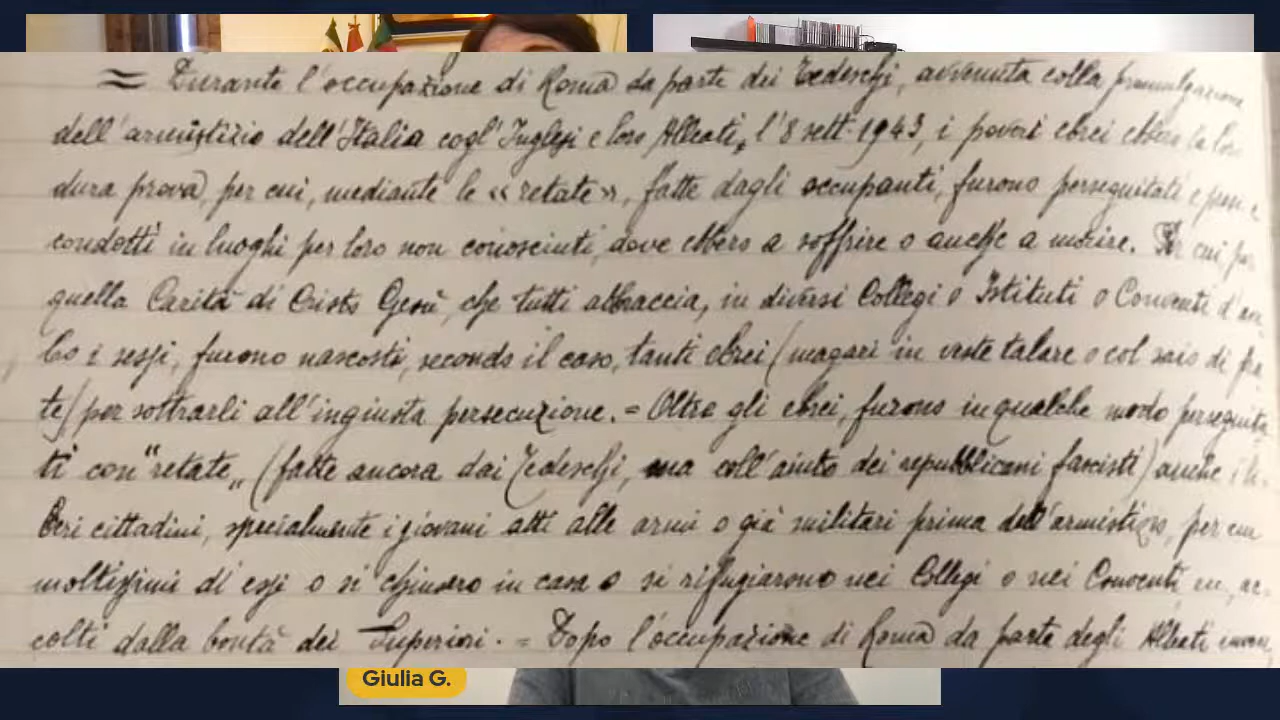 = Durante l'occupazione di Roma da parte dei Tedeschi, avvenuta colla promulgazione
dell'armistizio dell'Italia cogl'Inglesi e loro Alleati, l'8 sett. 1943, i poveri ebrei ebbero la loro
dura prova, per cui, mediante le «retate», fatte dagli occupanti, furono perseguitati e presi e
condotti in luoghi per loro non conosciuti, dove ebbero a soffrire o anche a morire. Per cui, per
quella Carità di Cristo Gesù, che tutti abbraccia, in diversi Collegi o Istituti o Conventi d'am-
bo i sessi, furono nascosti, secondo il caso, tanti ebrei (magari in veste talare o col saio di fra-
te) per sottrarli all'ingiusta persecuzione. = Oltre gli ebrei, furono in qualche modo perseguita-
ti con "retate„ (fatte ancora dai Tedeschi, ma coll'aiuto dei repubblicani fascisti) anche i li-
beri cittadini, specialmente i giovani atti alle armi o già militari prima dell'armistizio, per cui
moltissimi di essi o si chiusero in casa o si rifugiarono nei Collegi o nei Conventi, ac-
colti dalla bontà dei Superiori. = Dopo l'occupazione di Roma da parte degli Alleati
Giulia G.